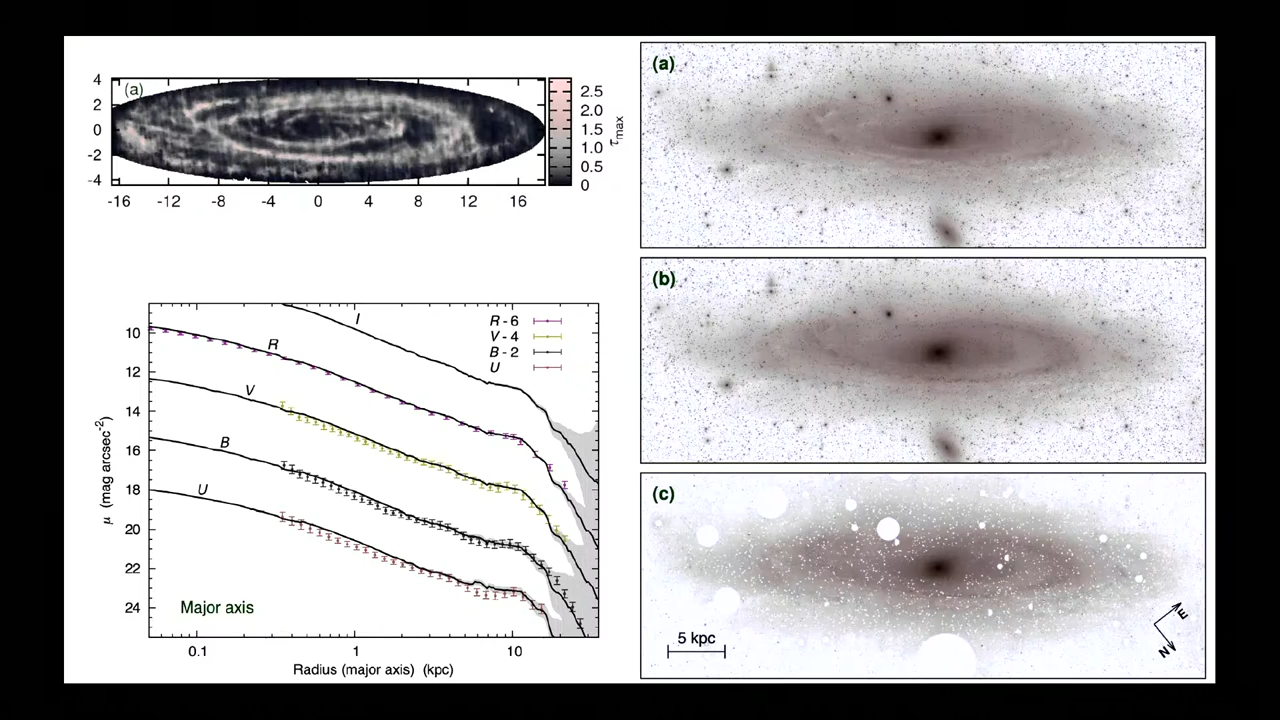 (a)
4
2
0
-2
-4
-16 -12 -8 -4 0 4 8 12 16
2.5
2.0
1.5
1.0
0.5
0
τmax
10
12
14
16
18
20
22
24
μ (mag arcsec-2)
I
R
V
B
U
R - 6
V - 4
B - 2
U
Major axis
0.1 1 10
Radius (major axis) (kpc)
(a)
(b)
(c)
5 kpc
E
N